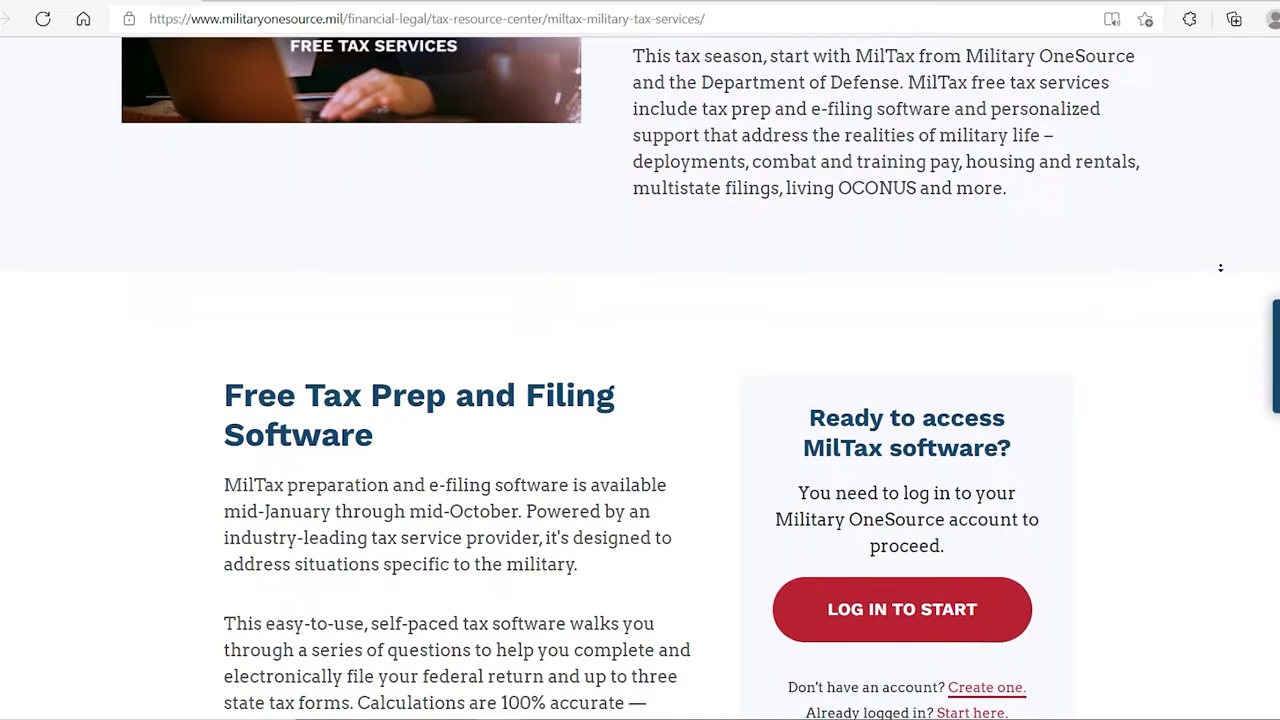 https://www.militaryonesource.mil/financial-legal/tax-resource-center/miltax-military-tax-services/
FREE TAX SERVICES
This tax season, start with MilTax from Military OneSource
and the Department of Defense. MilTax free tax services
include tax prep and e-filing software and personalized
support that address the realities of military life –
deployments, combat and training pay, housing and rentals,
multistate filings, living OCONUS and more.
Free Tax Prep and Filing
Software
MilTax preparation and e-filing software is available
mid-January through mid-October. Powered by an
industry-leading tax service provider, it's designed to
address situations specific to the military.
This easy-to-use, self-paced tax software walks you
through a series of questions to help you complete and
electronically file your federal return and up to three
state tax forms. Calculations are 100% accurate —
Ready to access
MilTax software?
You need to log in to your
Military OneSource account to
proceed.
LOG IN TO START
Don't have an account? Create one.
Already logged in? Start here.